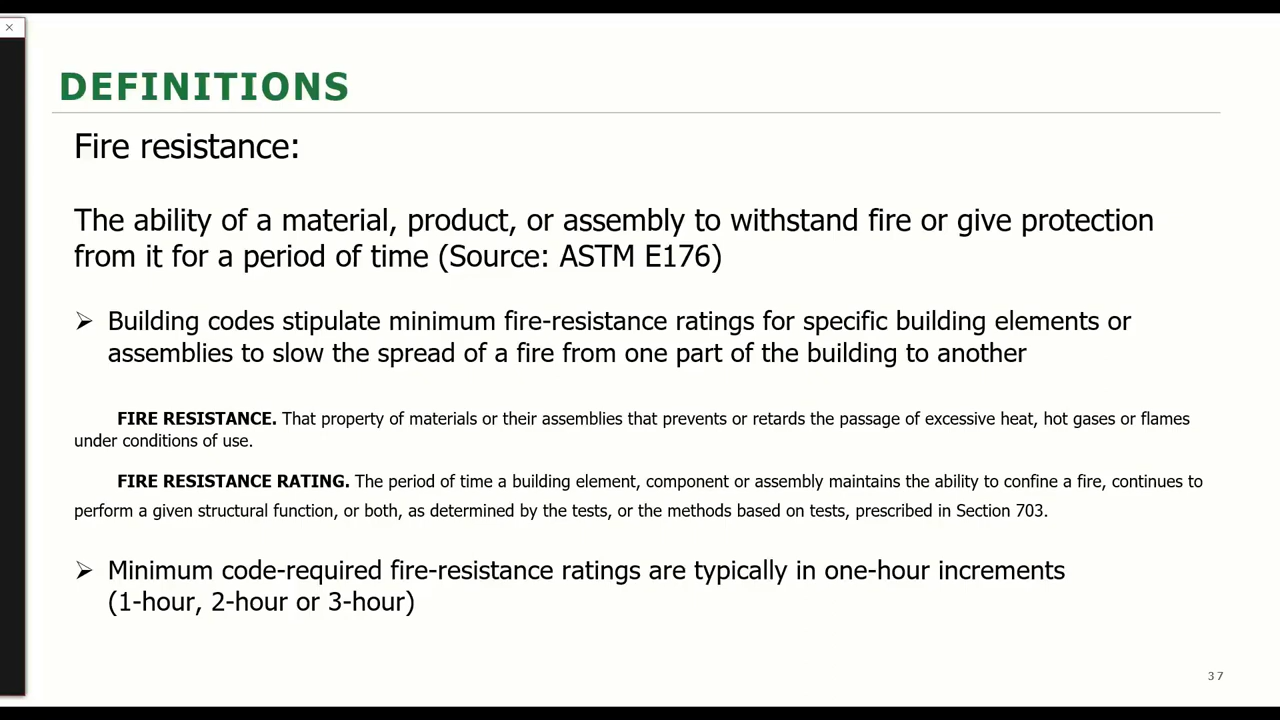 DEFINITIONS
Fire resistance:
The ability of a material, product, or assembly to withstand fire or give protection
from it for a period of time (Source: ASTM E176)
➢ Building codes stipulate minimum fire-resistance ratings for specific building elements or
assemblies to slow the spread of a fire from one part of the building to another
FIRE RESISTANCE. That property of materials or their assemblies that prevents or retards the passage of excessive heat, hot gases or flames
under conditions of use.
FIRE RESISTANCE RATING. The period of time a building element, component or assembly maintains the ability to confine a fire, continues to
perform a given structural function, or both, as determined by the tests, or the methods based on tests, prescribed in Section 703.
➢ Minimum code-required fire-resistance ratings are typically in one-hour increments
(1-hour, 2-hour or 3-hour)
37